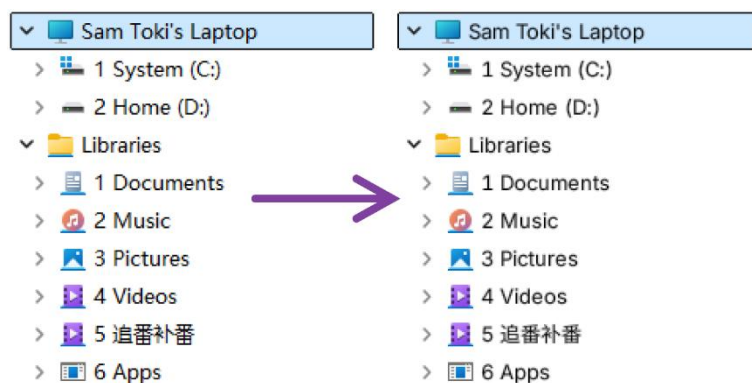 Sam Toki's Laptop
1 System (C:)
2 Home (D:)
Libraries
1 Documents
2 Music
3 Pictures
4 Videos
5 追番补番
6 Apps
Sam Toki's Laptop
1 System (C:)
2 Home (D:)
Libraries
1 Documents
2 Music
3 Pictures
4 Videos
5 追番补番
6 Apps